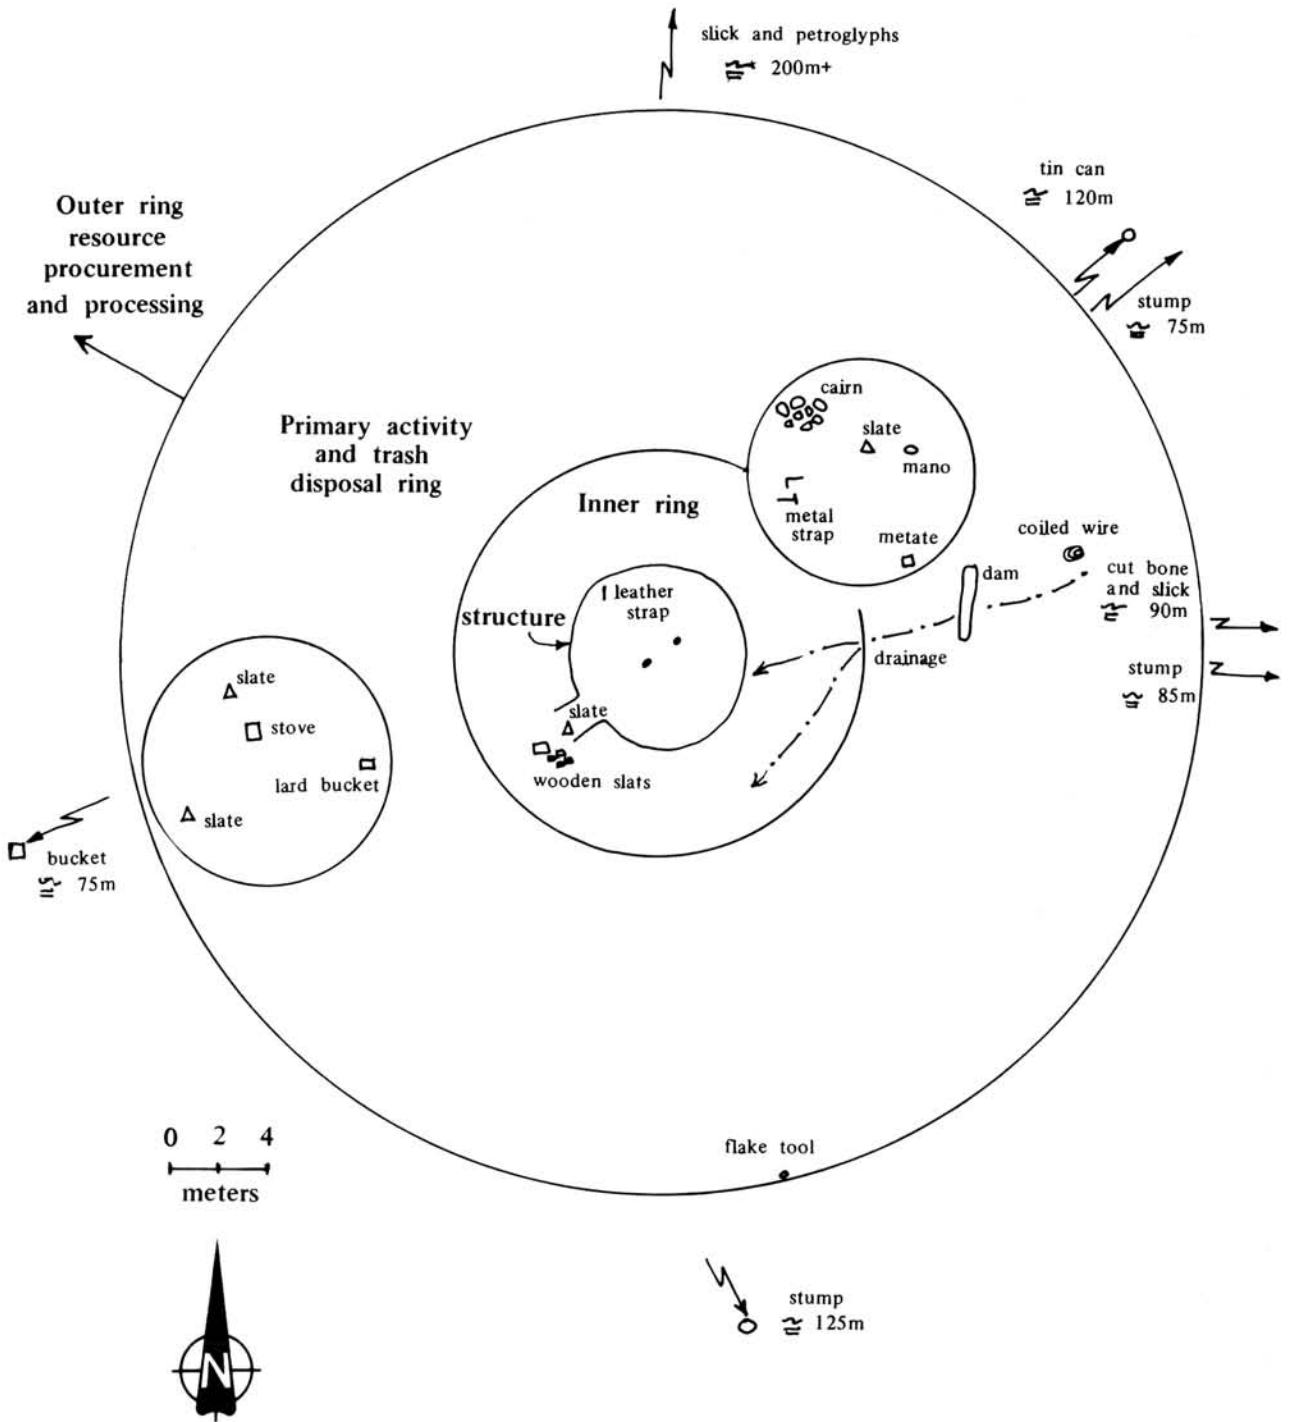 slick and petroglyphs
≅ 200m+
tin can
≅ 120m
Outer ring
resource
procurement
and processing
stump
≅ 75m
cairn
Primary activity
and trash
disposal ring
slate
mano
Inner ring
metal
strap
metate
coiled wire
dam
cut bone
and slick
≅ 90m
leather
strap
structure
drainage
stump
≅ 85m
slate
stove
lard bucket
slate
slate
wooden slats
bucket
≅ 75m
0 2 4
meters
flake tool
stump
≅ 125m
N